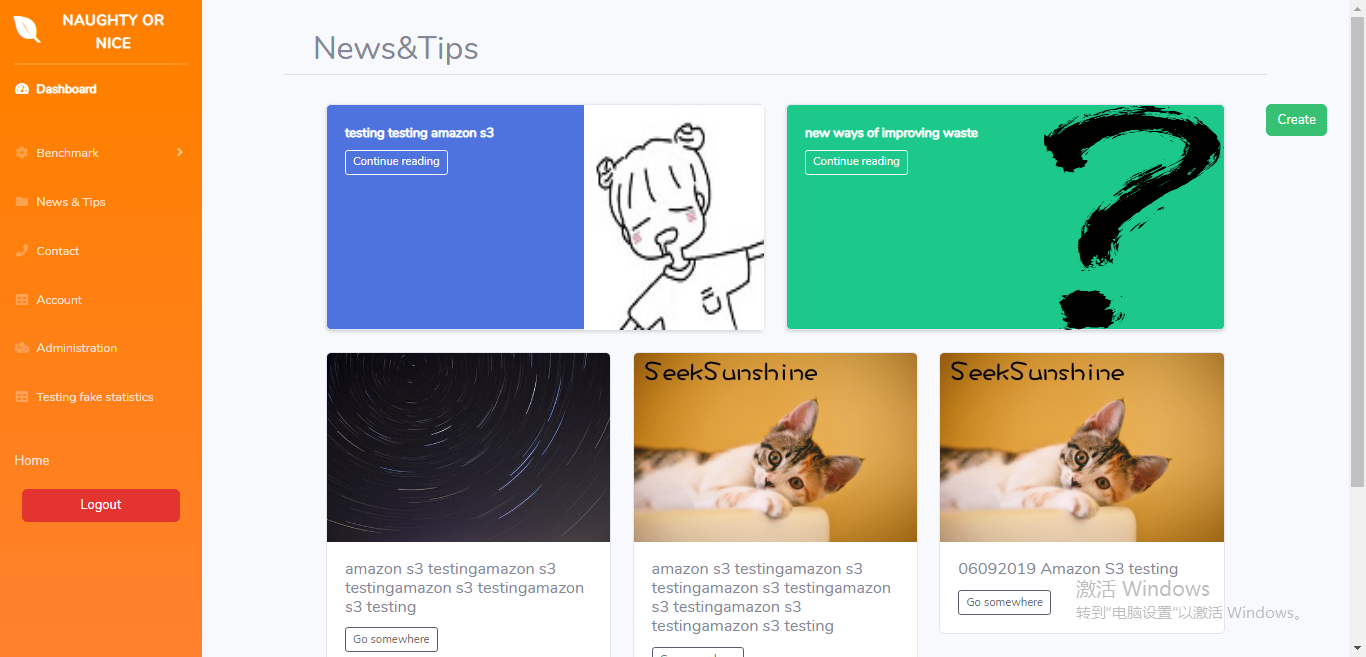 NAUGHTY OR
NICE
Dashboard
Benchmark
News & Tips
Contact
Account
Administration
Testing fake statistics
Home
Logout
News&Tips
testing testing amazon s3
Continue reading
new ways of improving waste
Continue reading
Create
SeekSunshine
SeekSunshine
amazon s3 testingamazon s3
testingamazon s3 testingamazon
s3 testing
Go somewhere
amazon s3 testingamazon s3
testingamazon s3 testingamazon
s3 testingamazon s3
testingamazon s3 testing
06092019 Amazon S3 testing
Go somewhere
激活 Windows
转到"电脑设置"以激活 Windows。